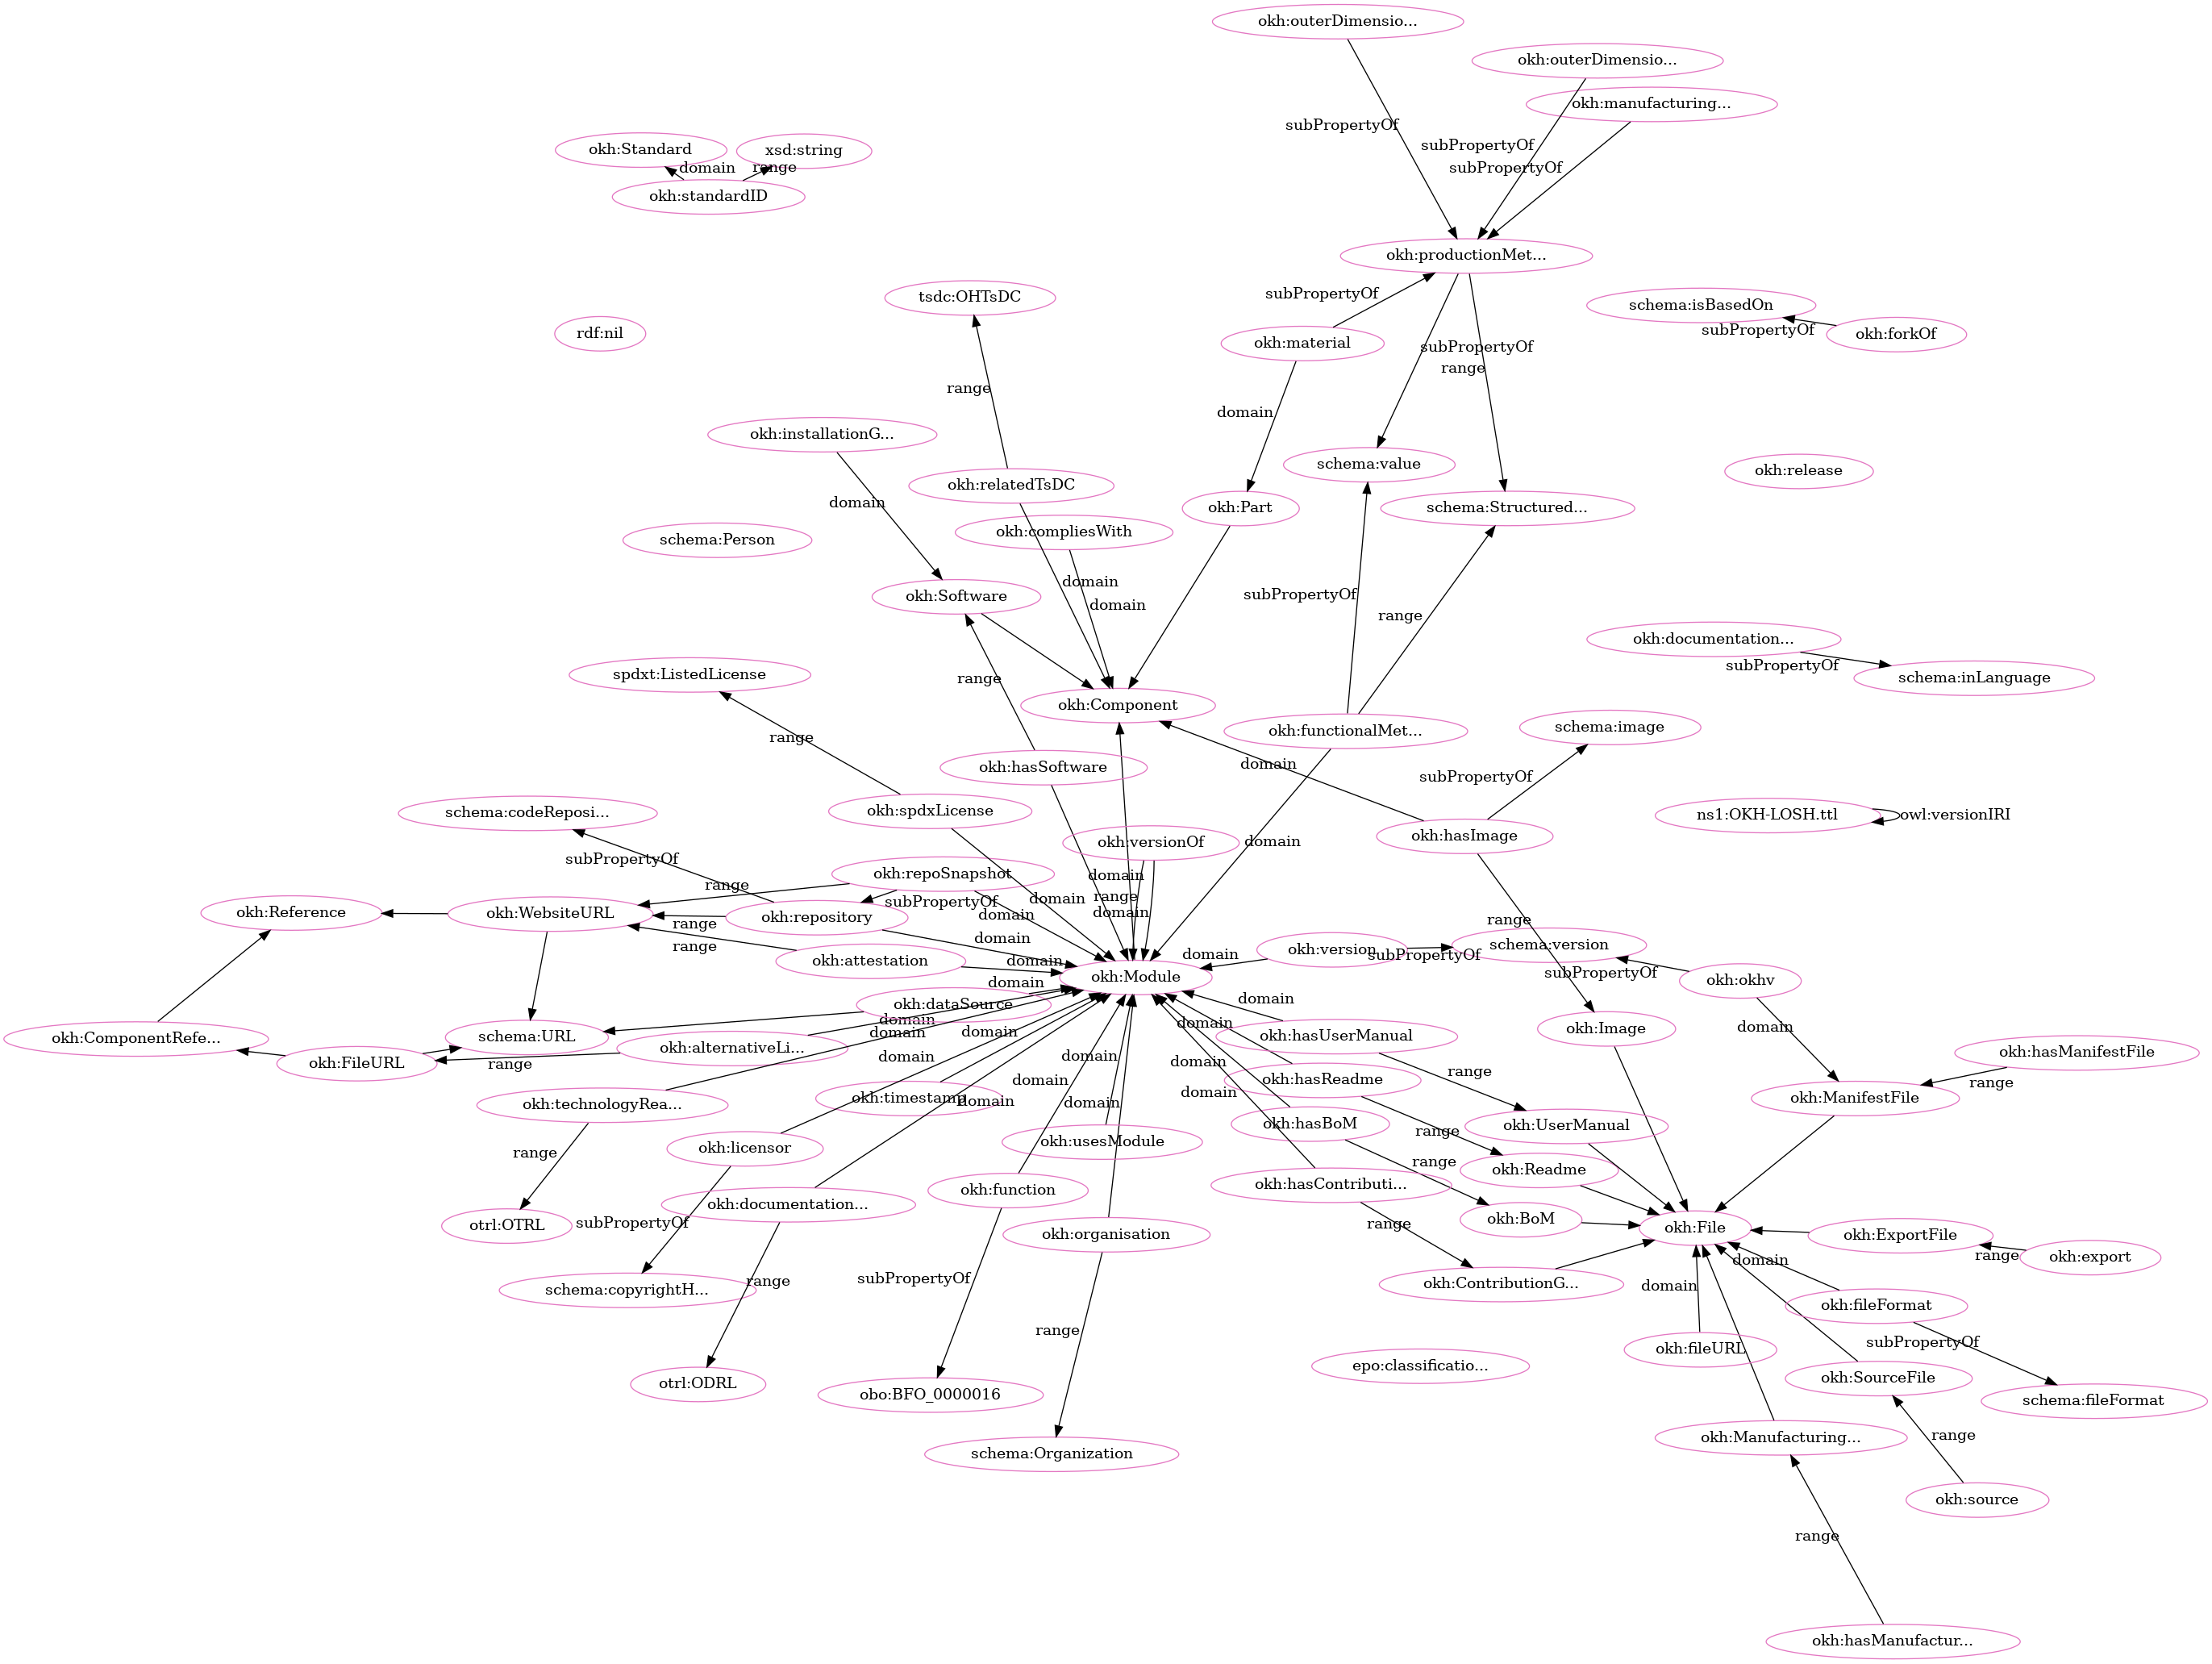 okh:outerDimensio...
okh:outerDimensio...
okh:manufacturing...
subPropertyOf
subPropertyOf
subPropertyOf
okh:Standard
xsd:string
domain
range
okh:standardID
okh:productionMet...
tsdc:OHTsDC
subPropertyOf
schema:isBasedOn
subPropertyOf
okh:forkOf
rdf:nil
okh:material
subPropertyOf
range
range
domain
okh:installationG...
schema:value
okh:release
okh:relatedTsDC
domain
okh:Part
schema:Structured...
okh:compliesWith
schema:Person
domain
okh:Software
subPropertyOf
domain
range
okh:documentation...
subPropertyOf
schema:inLanguage
spdxt:ListedLicense
range
okh:Component
okh:functionalMet...
schema:image
range
okh:hasSoftware
domain
subPropertyOf
schema:codeReposi...
okh:spdxLicense
ns1:OKH-LOSH.ttl
owl:versionIRI
okh:hasImage
okh:versionOf
domain
subPropertyOf
okh:repoSnapshot
domain
range
range
subPropertyOf
domain
okh:Reference
okh:WebsiteURL
okh:repository
domain
domain
range
range
domain
range
okh:version
schema:version
domain
subPropertyOf
okh:attestation
domain
okh:Module
subPropertyOf
okh:okhv
domain
okh:dataSource
domain
domain
okh:Image
domain
domain
domain
domain
okh:ComponentRefe...
schema:URL
okh:hasUserManual
okh:FileURL
range
okh:alternativeLi...
domain
domain
domain
range
okh:hasManifestFile
range
okh:hasReadme
domain
okh:technologyRea...
okh:timestamp
domain
domain
domain
okh:ManifestFile
okh:hasBoM
range
okh:UserManual
okh:licensor
okh:usesModule
range
range
okh:Readme
okh:hasContributi...
okh:function
okh:documentation...
range
okh:BoM
subPropertyOf
otrl:OTRL
okh:organisation
okh:File
okh:ExportFile
range
okh:export
domain
subPropertyOf
range
okh:ContributionG...
domain
schema:copyrightH...
okh:fileFormat
range
okh:fileURL
subPropertyOf
epo:classificatio...
okh:SourceFile
otrl:ODRL
obo:BFO_0000016
schema:fileFormat
okh:Manufacturing...
range
schema:Organization
okh:source
range
okh:hasManufactur...